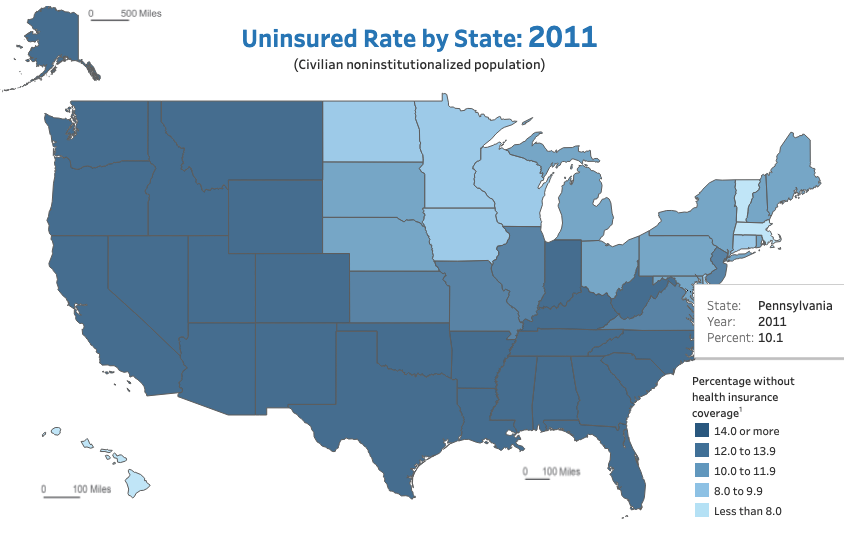 0 500 Miles
Uninsured Rate by State: 2011
(Civilian noninstitutionalized population)
State: Pennsylvania
Year: 2011
Percent: 10.1
Percentage without
health insurance
coverage¹
14.0 or more
12.0 to 13.9
10.0 to 11.9
8.0 to 9.9
Less than 8.0
0 100 Miles
0 100 Miles